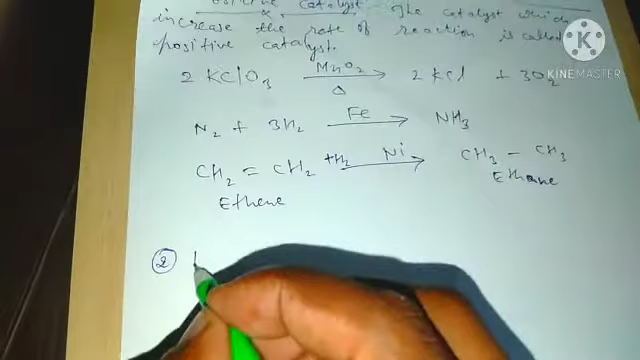 Positive Catalyst - The catalyst which
increase the rate of reaction is called
positive catalyst.
2 KClO3 MnO2 Δ → 2 KCl + 3O2
N2 + 3H2 Fe → NH3
CH2 = CH2 +H2 Ni → CH3 - CH3
Ethene Ethane
②
K
KINEMASTER